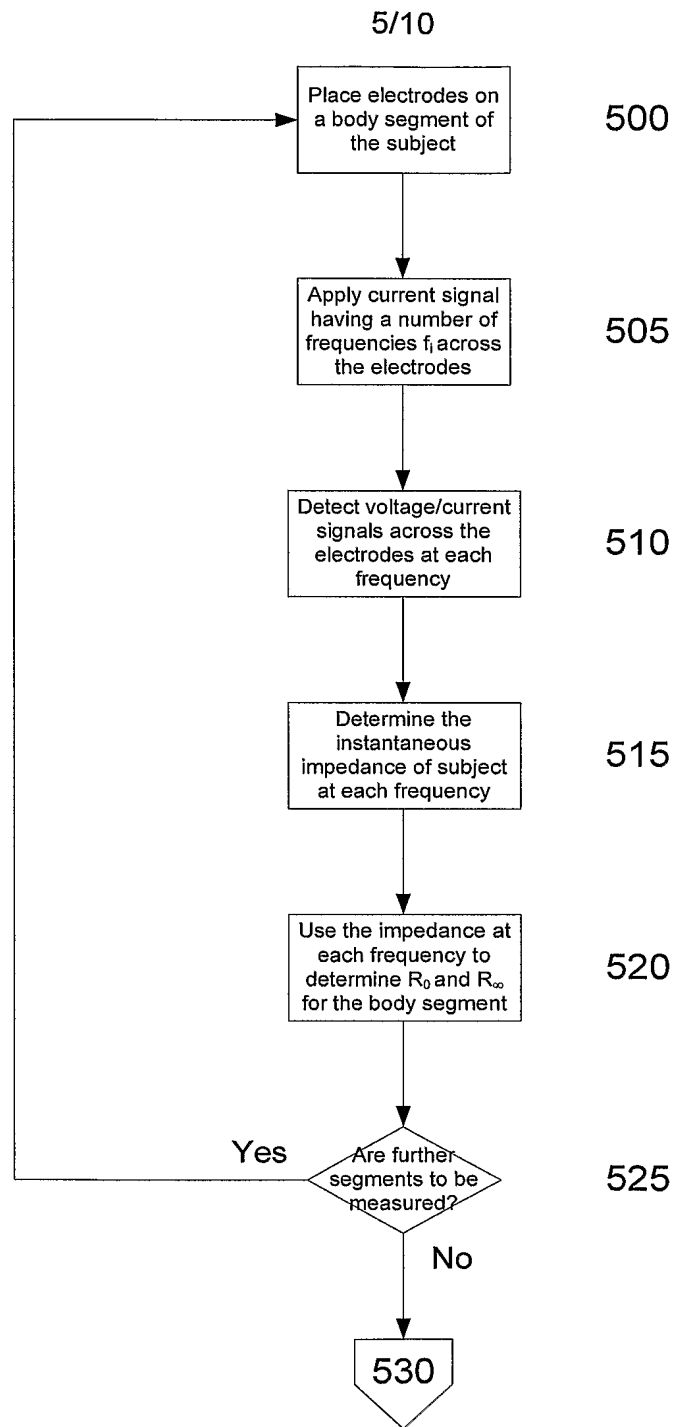 5/10
Place electrodes on
a body segment of
the subject
500
Apply current signal
having a number of
frequencies fᵢ across
the electrodes
505
Detect voltage/current
signals across the
electrodes at each
frequency
510
Determine the
instantaneous
impedance of subject
at each frequency
515
Use the impedance at
each frequency to
determine R₀ and R∞
for the body segment
520
Yes
Are further
segments to be
measured?
525
No
530